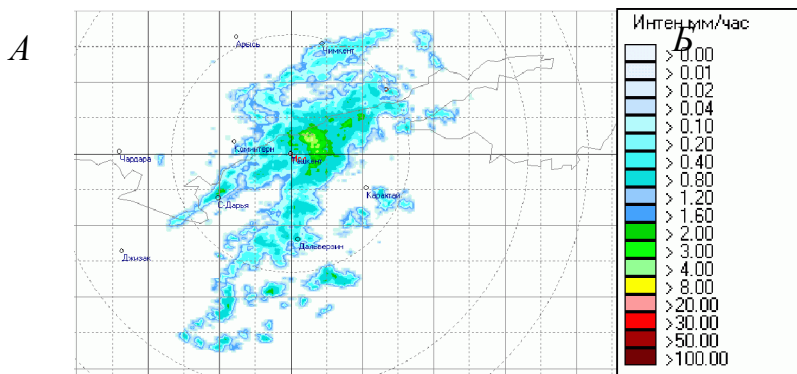 А
Б
Арысь
Чимкент
Коминтерн
Чардара
Ташкент
Карахтай
С-Дарья
Дальверзин
Джизак
Интен мм/час
> 0.00
> 0.01
> 0.02
> 0.04
> 0.10
> 0.20
> 0.40
> 0.80
> 1.20
> 1.60
> 2.00
> 3.00
> 4.00
> 8.00
>20.00
>30.00
>50.00
>100.00